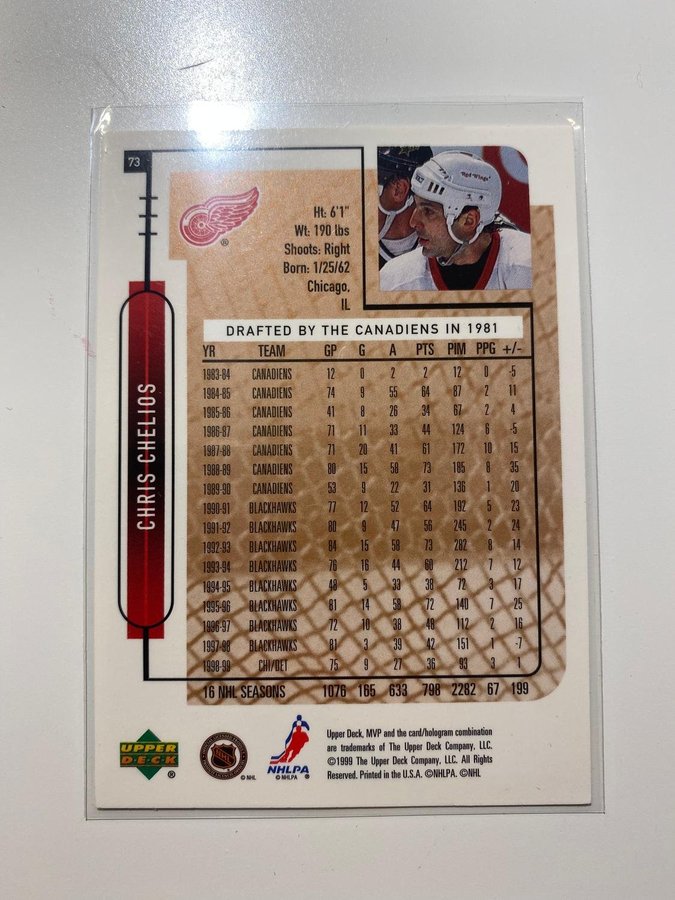 73
Red Wings
Ht: 6'1"
Wt: 190 lbs
Shoots: Right
Born: 1/25/62
Chicago,
IL
®
DRAFTED BY THE CANADIENS IN 1981
YR TEAM GP G A PTS PIM PPG +/-
1983-84 CANADIENS 12 0 2 2 12 0 -5
1984-85 CANADIENS 74 9 55 64 87 2 11
1985-86 CANADIENS 41 8 26 34 67 2 4
1986-87 CANADIENS 71 11 33 44 124 6 -5
1987-88 CANADIENS 71 20 41 61 172 10 15
1988-89 CANADIENS 80 15 58 73 185 8 35
1989-90 CANADIENS 53 9 22 31 136 1 20
1990-91 BLACKHAWKS 77 12 52 64 192 5 23
1991-92 BLACKHAWKS 80 9 47 56 245 2 24
1992-93 BLACKHAWKS 84 15 58 73 282 8 14
1993-94 BLACKHAWKS 76 16 44 60 212 7 12
1994-95 BLACKHAWKS 48 5 33 38 72 3 17
1995-96 BLACKHAWKS 81 14 58 72 140 7 25
1996-97 BLACKHAWKS 72 10 38 48 112 2 16
1997-98 BLACKHAWKS 81 3 39 42 151 1 -7
1998-99 CHI/DET 75 9 27 36 93 3 1
16 NHL SEASONS 1076 165 633 798 2282 67 199
CHRIS CHELIOS
UPPER
DECK
®
NHL
©NHL
NHLPA
©NHLPA
Upper Deck, MVP and the card/hologram combination
are trademarks of The Upper Deck Company, LLC.
©1999 The Upper Deck Company, LLC. All Rights
Reserved. Printed in the U.S.A. ©NHLPA. ©NHL